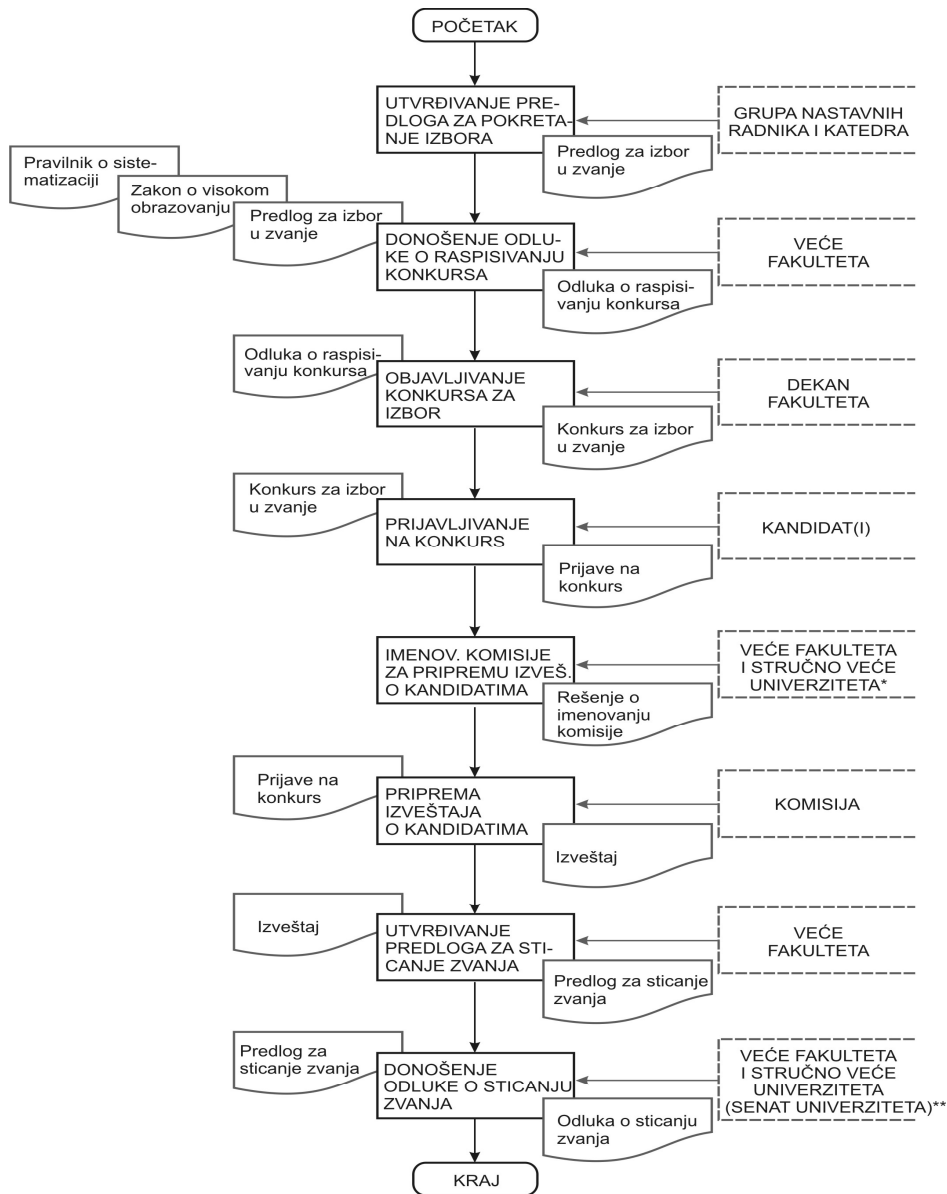 POČETAK
UTVRĐIVANJE PRE-
DLOGA ZA POKRETA-
NJE IZBORA
GRUPA NASTAVNIH
RADNIKA I KATEDRA
Predlog za izbor
u zvanje
Pravilnik o siste-
matizaciji
Zakon o visokom
obrazovanju
Predlog za izbor
u zvanje
DONOŠENJE ODLU-
KE O RASPISIVANJU
KONKURSA
VEĆE
FAKULTETA
Odluka o raspisi-
vanju konkursa
Odluka o raspisi-
vanju konkursa
OBJAVLJIVANJE
KONKURSA ZA
IZBOR
DEKAN
FAKULTETA
Konkurs za izbor
u zvanje
Konkurs za izbor
u zvanje
PRIJAVLJIVANJE
NA KONKURS
KANDIDAT(I)
Prijave na
konkurs
IMENOV. KOMISIJE
ZA PRIPREMU IZVEŠ.
O KANDIDATIMA
VEĆE FAKULTETA
I STRUČNO VEĆE
UNIVERZITETA*
Rešenje o
imenovanju
komisije
Prijave na
konkurs
PRIPREMA
IZVEŠTAJA
O KANDIDATIMA
KOMISIJA
Izveštaj
Izveštaj
UTVRĐIVANJE
PREDLOGA ZA STI-
CANJE ZVANJA
VEĆE
FAKULTETA
Predlog za sticanje
zvanja
Predlog za
sticanje zvanja
DONOŠENJE
ODLUKE O STICANJU
ZVANJA
VEĆE FAKULTETA
I STRUČNO VEĆE
UNIVERZITETA
(SENAT UNIVERZITETA)**
Odluka o sticanju
zvanja
KRAJ